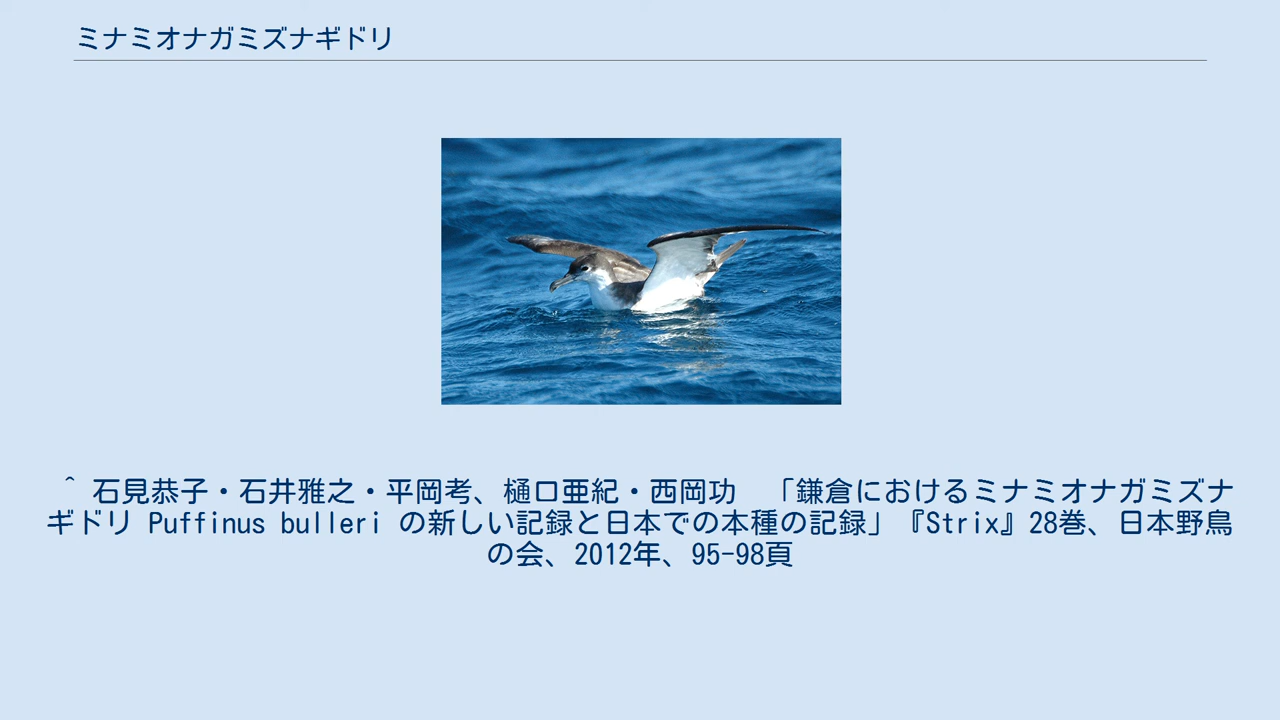 ミナミオナガミズナギドリ
^ 石見恭子・石井雅之・平岡考、樋口亜紀・西岡功　「鎌倉におけるミナミオナガミズナ
ギドリ Puffinus bulleri の新しい記録と日本での本種の記録」『Strix』28巻、日本野鳥
の会、2012年、95-98頁